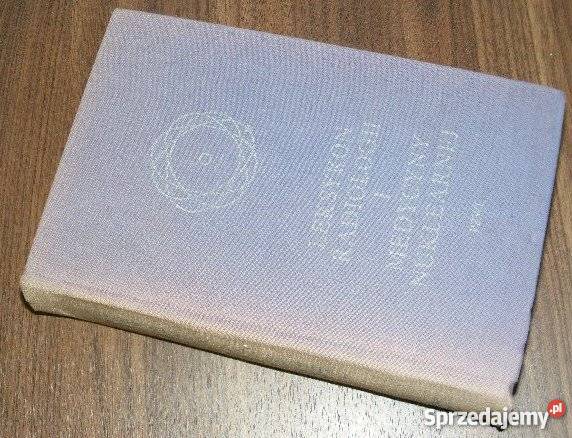 LEKSYKON
RADIOLOGII
I
MEDYCYNY
NUKLEARNEJ
PZWL
Sprzedajemy.pl